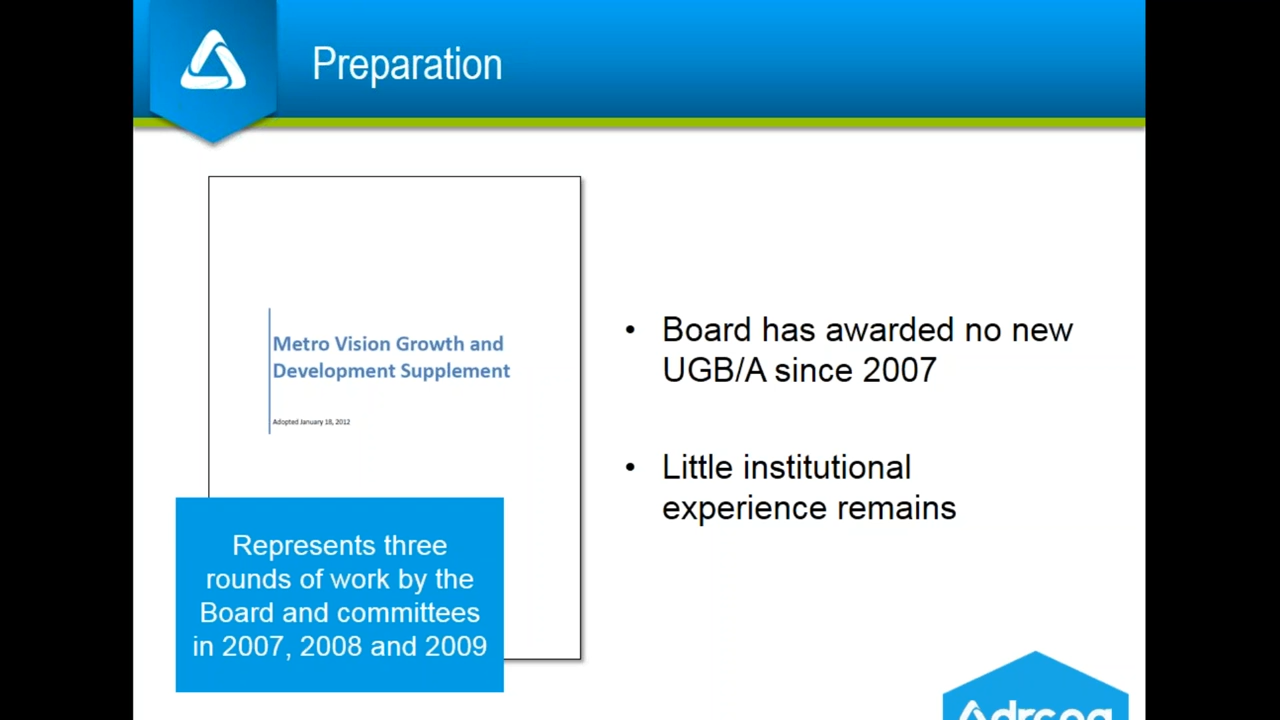 Preparation
Metro Vision Growth and
Development Supplement
Adopted January 18, 2012
Represents three
rounds of work by the
Board and committees
in 2007, 2008 and 2009
• Board has awarded no new
UGB/A since 2007
• Little institutional
experience remains
drcog